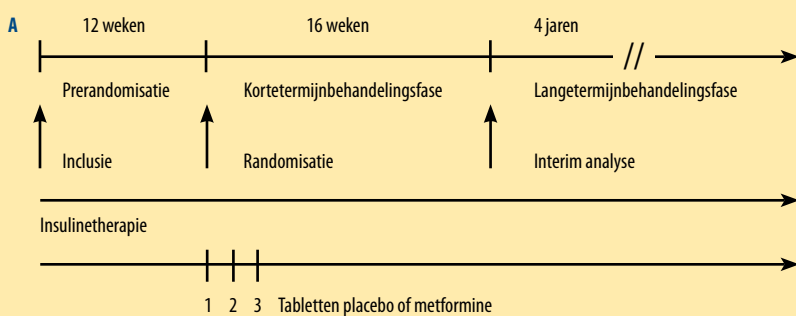 A 12 weken 16 weken 4 jaren
//
Prerandomisatie Kortetermijnbehandelingsfase Langetermijnbehandelingsfase
Inclusie Randomisatie Interim analyse
Insulinetherapie
1 2 3 Tabletten placebo of metformine